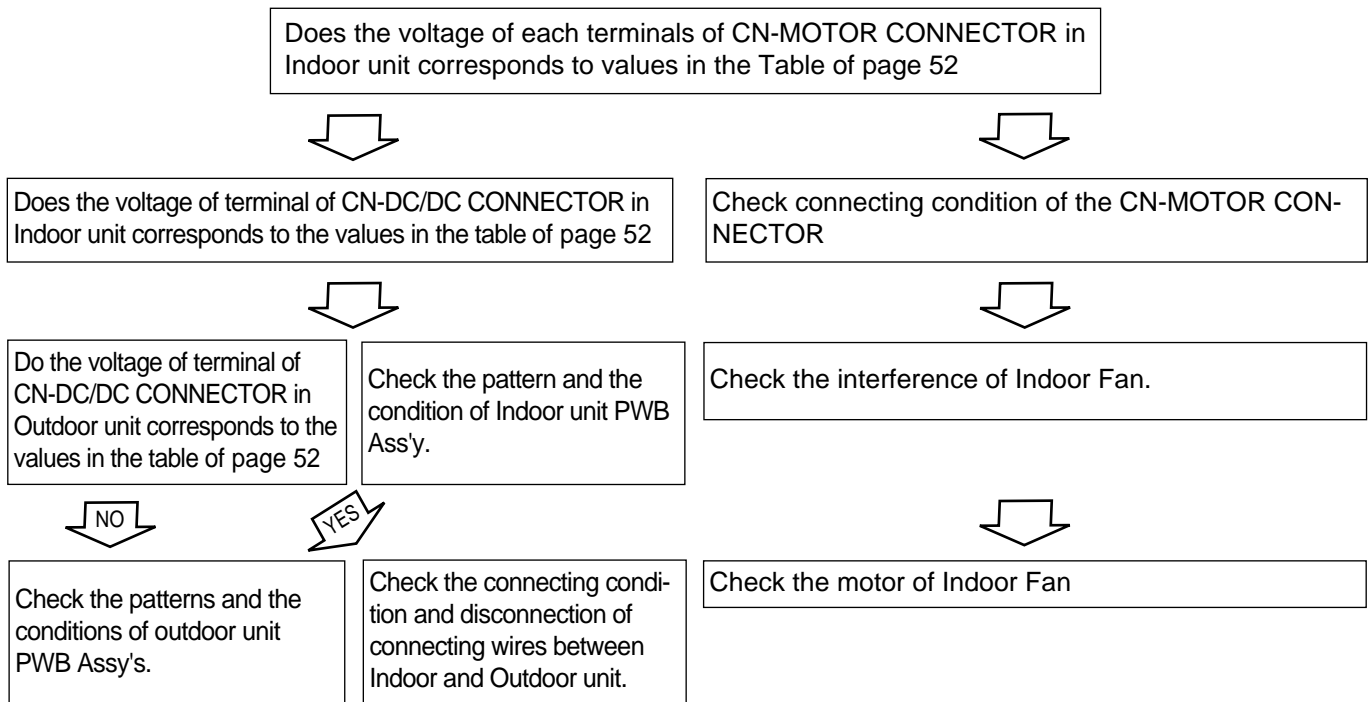 Does the voltage of each terminals of CN-MOTOR CONNECTOR in
Indoor unit corresponds to values in the Table of page 52
Does the voltage of terminal of CN-DC/DC CONNECTOR in
Indoor unit corresponds to the values in the table of page 52
Check connecting condition of the CN-MOTOR CON-
NECTOR
Do the voltage of terminal of
CN-DC/DC CONNECTOR in
Outdoor unit corresponds to the
values in the table of page 52
Check the pattern and the
condition of Indoor unit PWB
Ass'y.
Check the interference of Indoor Fan.
NO
YES
Check the patterns and the
conditions of outdoor unit
PWB Assy's.
Check the connecting condi-
tion and disconnection of
connecting wires between
Indoor and Outdoor unit.
Check the motor of Indoor Fan